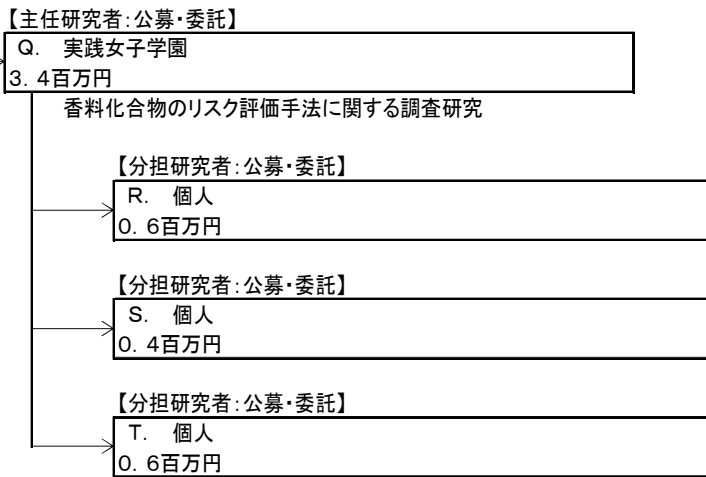 【主任研究者：公募・委託】
Q．　実践女子学園
３．４百万円
香料化合物のリスク評価手法に関する調査研究
【分担研究者：公募・委託】
R．　個人
０．６百万円
【分担研究者：公募・委託】
S．　個人
０．４百万円
【分担研究者：公募・委託】
T．　個人
０．６百万円